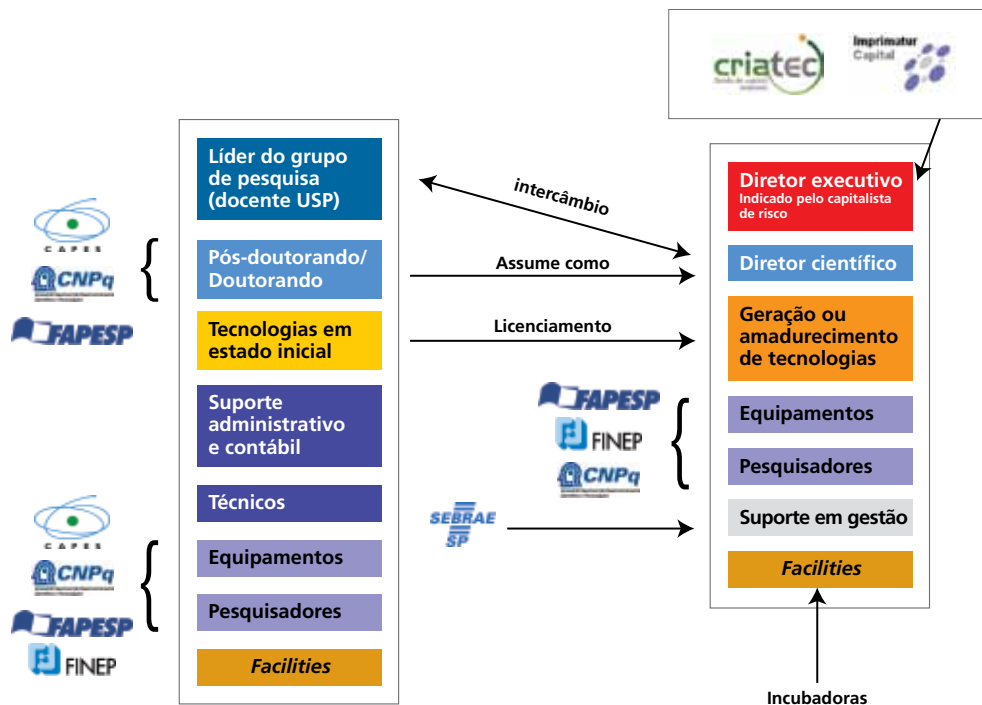 criatec
Imprimatur
Capital
Líder do grupo
de pesquisa
(docente USP)
Pós-doutorando/
Doutorando
Tecnologias em
estado inicial
Suporte
administrativo
e contábil
Técnicos
Equipamentos
Pesquisadores
Facilities
CAPES
CNPq
FAPESP
CAPES
CNPq
FAPESP
FINEP
intercâmbio
Assume como
Licenciamento
FAPESP
FINEP
CNPq
SEBRAE
SP
Diretor executivo
Indicado pelo capitalista
de risco
Diretor científico
Geração ou
amadurecimento
de tecnologias
Equipamentos
Pesquisadores
Suporte em gestão
Facilities
Incubadoras